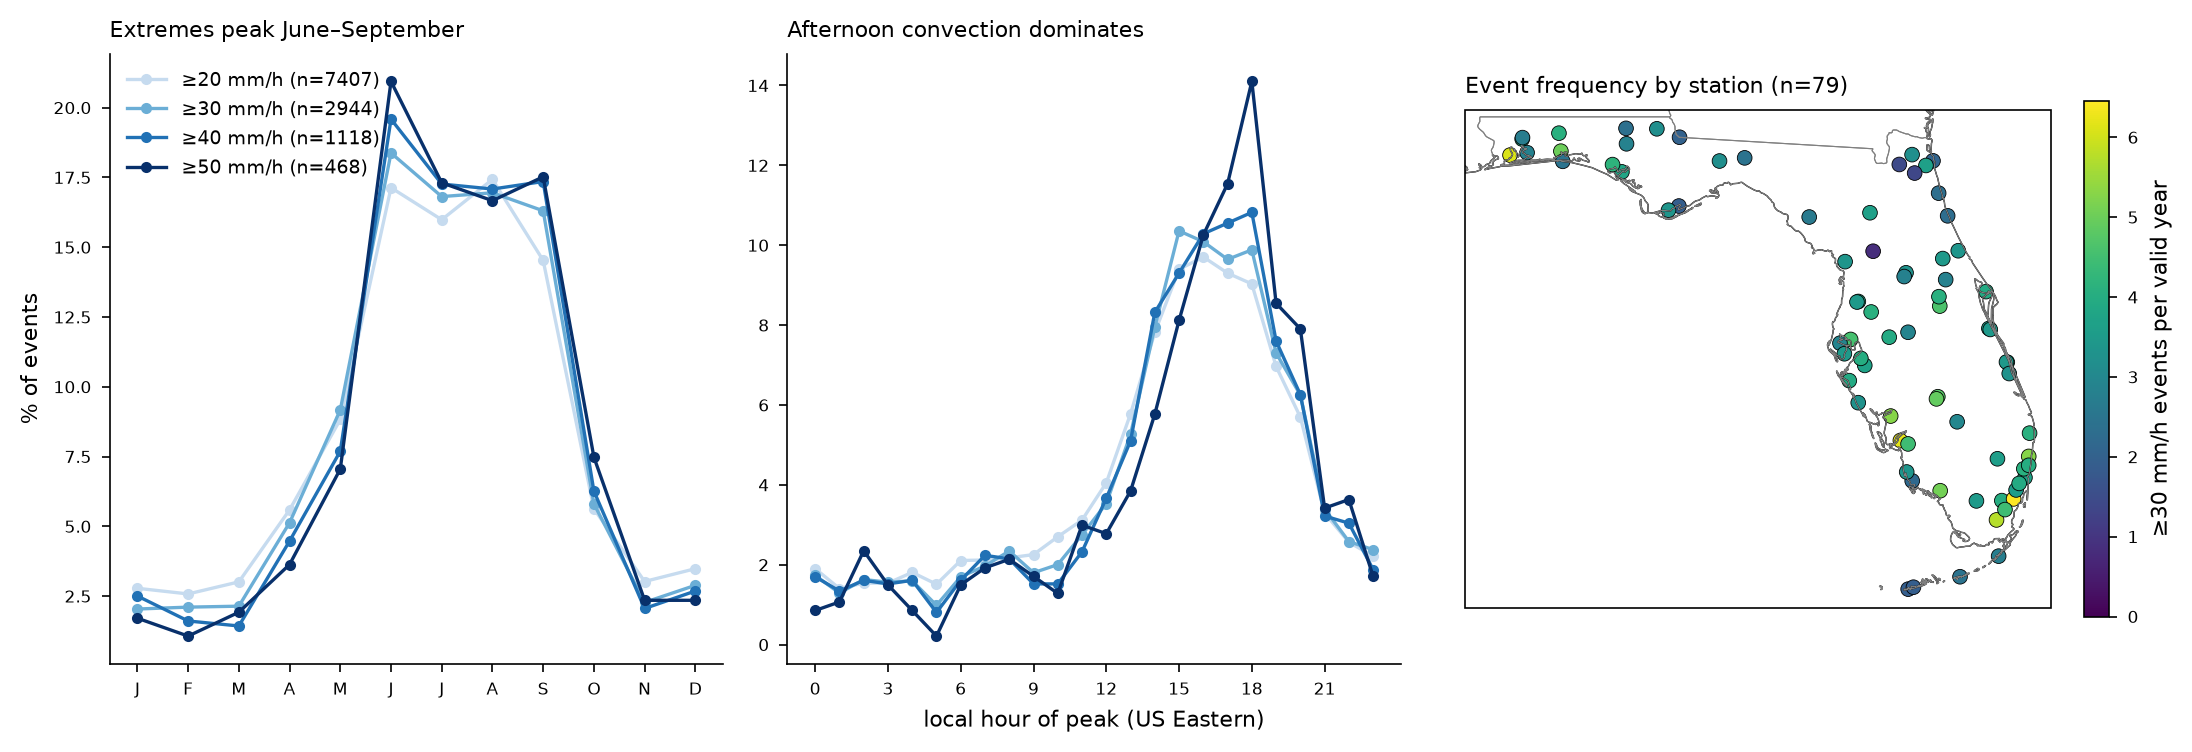 Extremes peak June–September
≥20 mm/h (n=7407)
≥30 mm/h (n=2944)
≥40 mm/h (n=1118)
≥50 mm/h (n=468)
% of events
20.0
17.5
15.0
12.5
10.0
7.5
5.0
2.5
J F M A M J J A S O N D
Afternoon convection dominates
14
12
10
8
6
4
2
0
0 3 6 9 12 15 18 21
local hour of peak (US Eastern)
Event frequency by station (n=79)
6
5
4
3
2
1
0
≥30 mm/h events per valid year